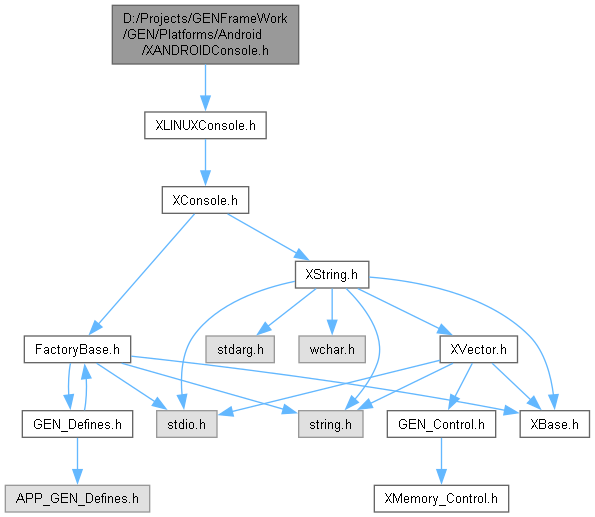 D:/Projects/GENFrameWork
/GEN/Platforms/Android
/XANDROIDConsole.h
XLINUXConsole.h
XConsole.h
XString.h
FactoryBase.h
stdarg.h
wchar.h
XVector.h
GEN_Defines.h
stdio.h
string.h
GEN_Control.h
XBase.h
APP_GEN_Defines.h
XMemory_Control.h